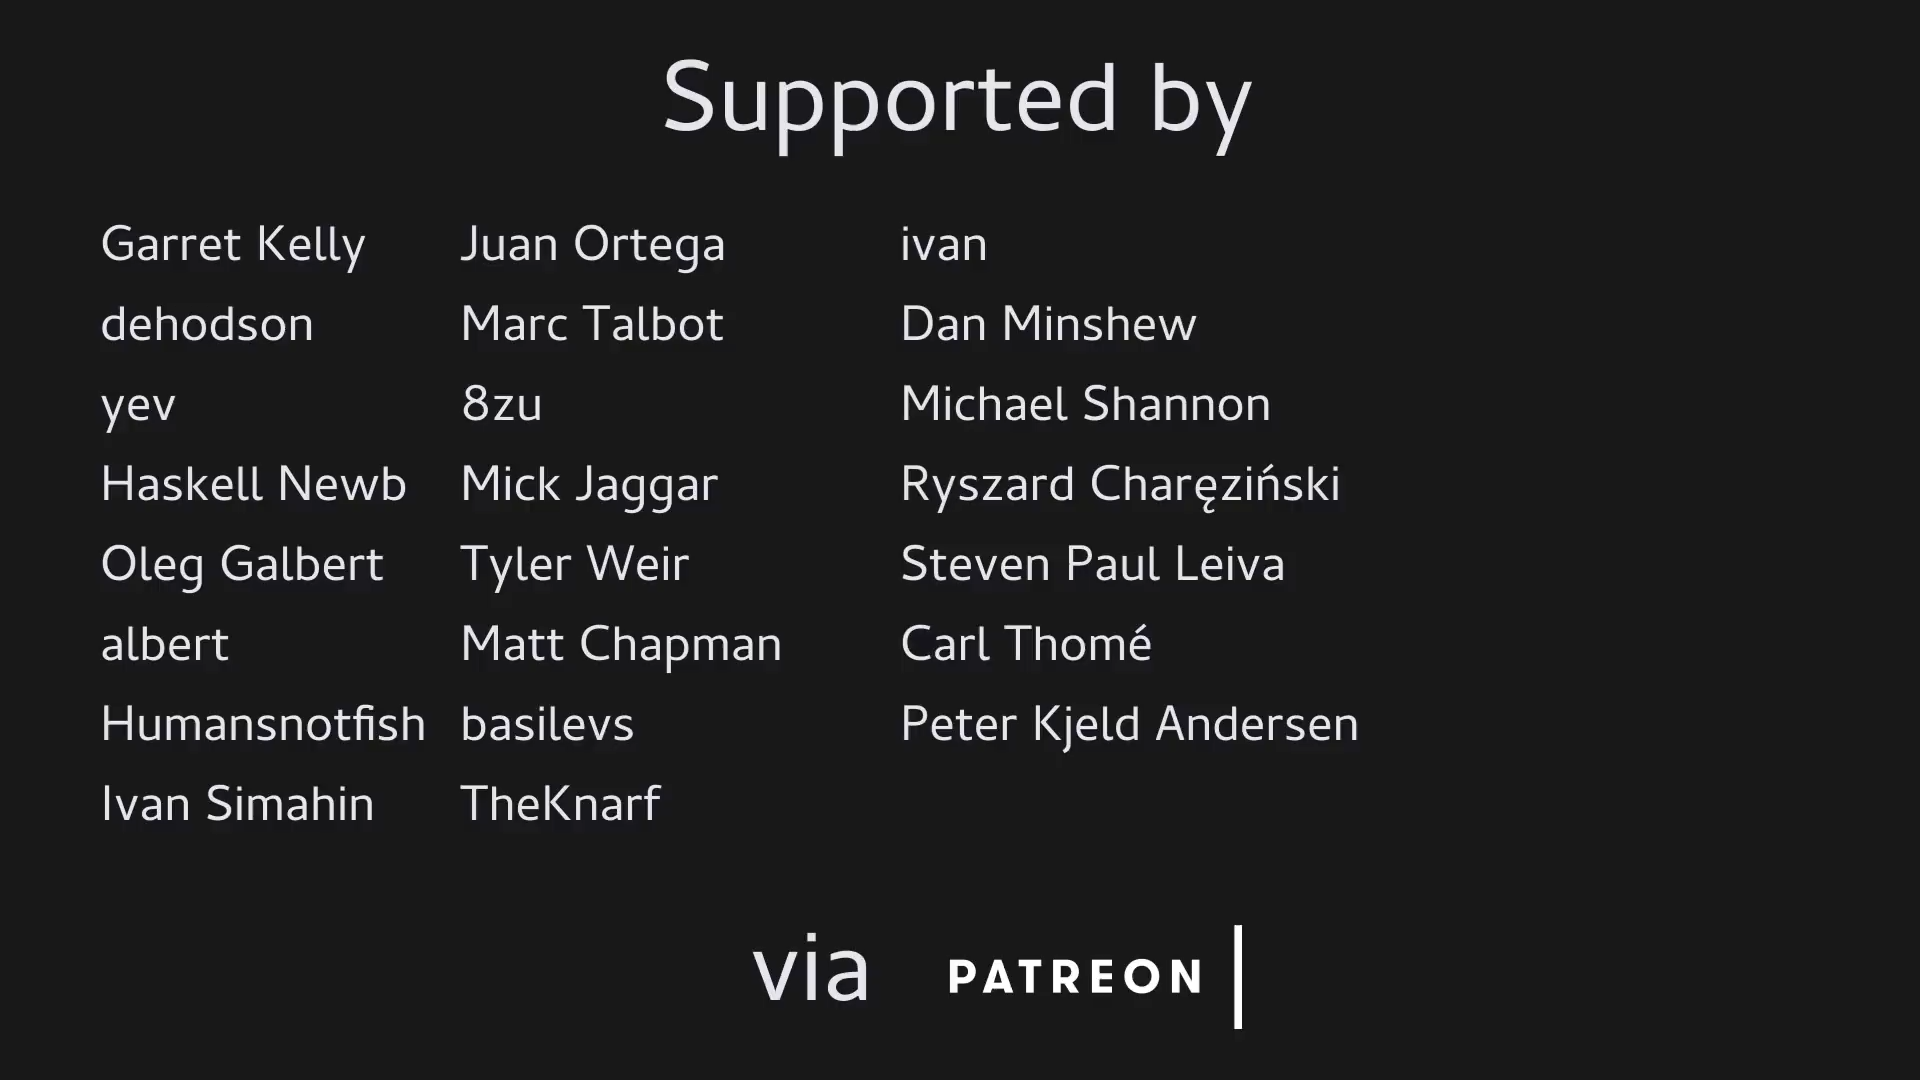 Supported by
Garret Kelly
dehodson
yev
Haskell Newb
Oleg Galbert
albert
Humansnotfish
Ivan Simahin
Juan Ortega
Marc Talbot
8zu
Mick Jaggar
Tyler Weir
Matt Chapman
basilevs
TheKnarf
ivan
Dan Minshew
Michael Shannon
Ryszard Charęziński
Steven Paul Leiva
Carl Thomé
Peter Kjeld Andersen
via PATREON